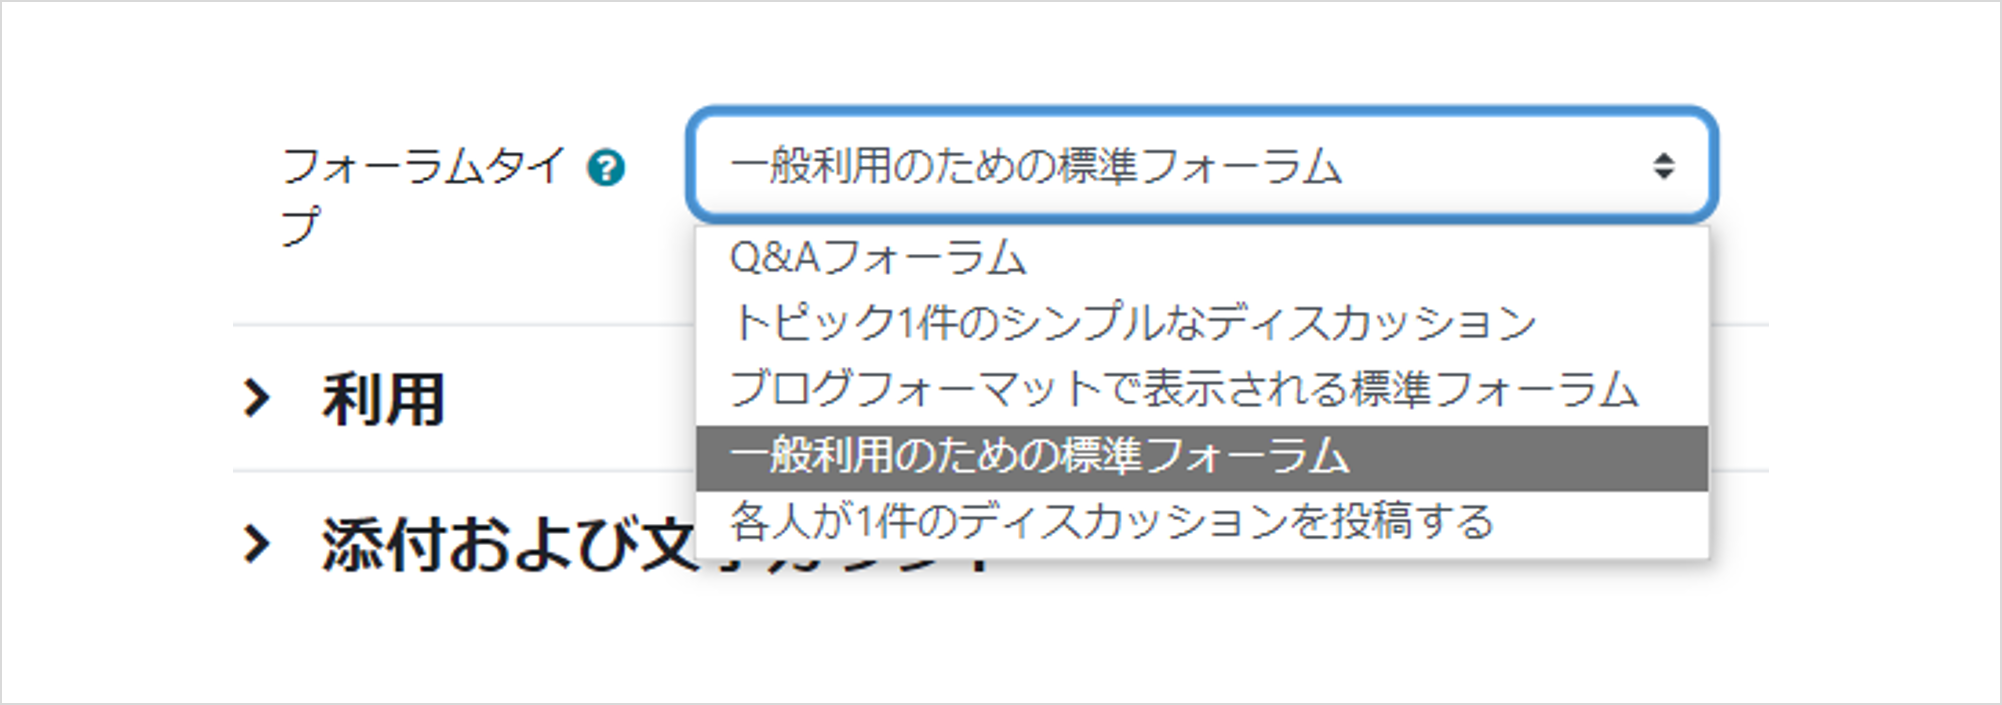 フォーラムタイ
プ
一般利用のための標準フォーラム
Q&Aフォーラム
トピック1件のシンプルなディスカッション
ブログフォーマットで表示される標準フォーラム
一般利用のための標準フォーラム
各人が1件のディスカッションを投稿する
利用
添付および文